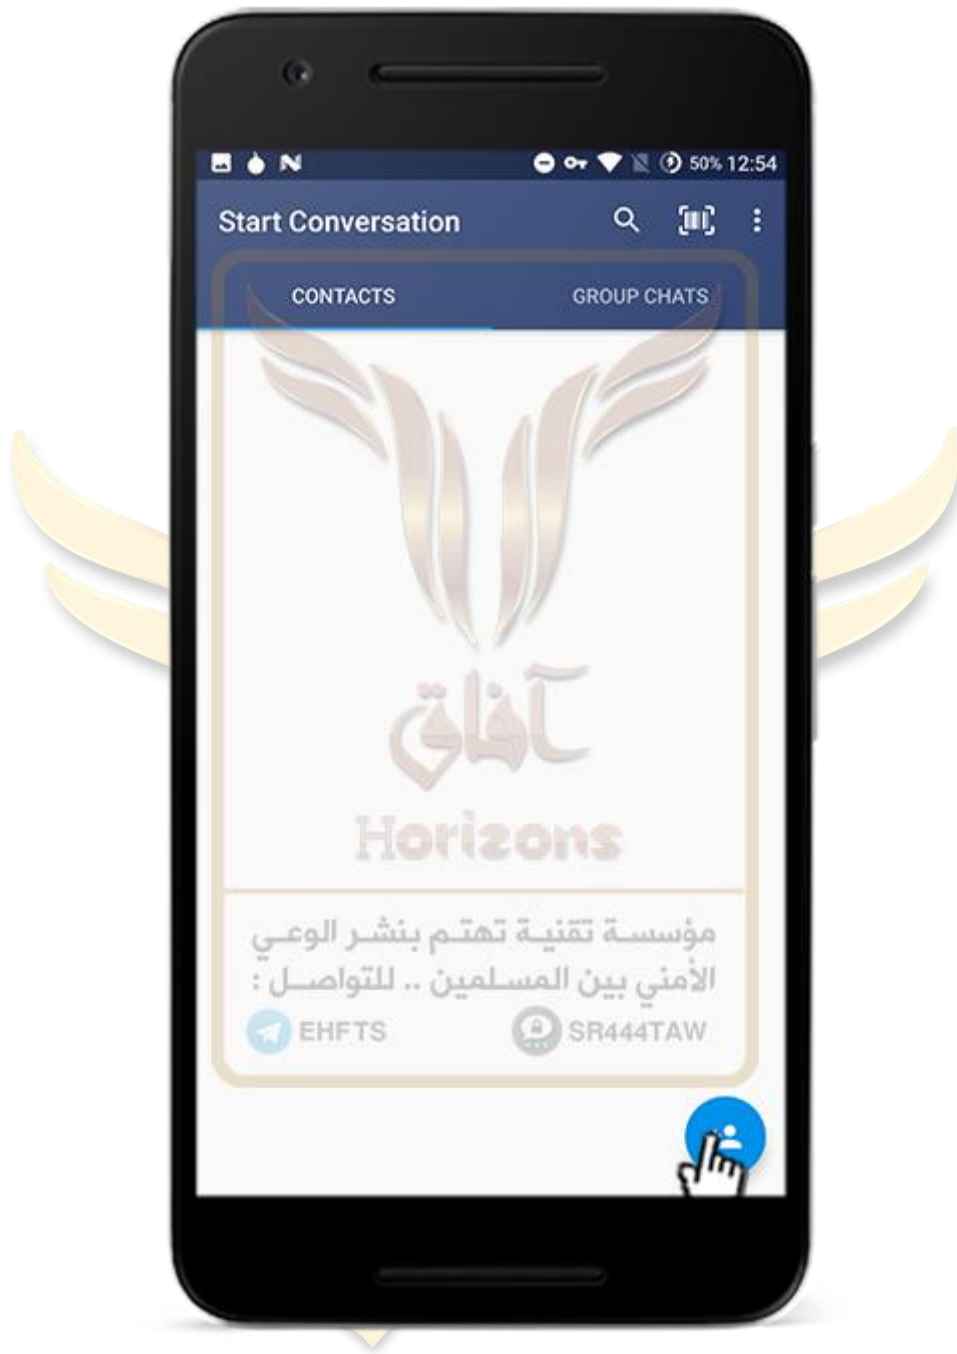 50% 12:54
Start Conversation
CONTACTS
GROUP CHATS
آفاق
Horizons
مؤسسة تقنية تهتم بنشر الوعي
الأمني بين المسلمين .. للتواصل :
EHFTS
SR444TAW